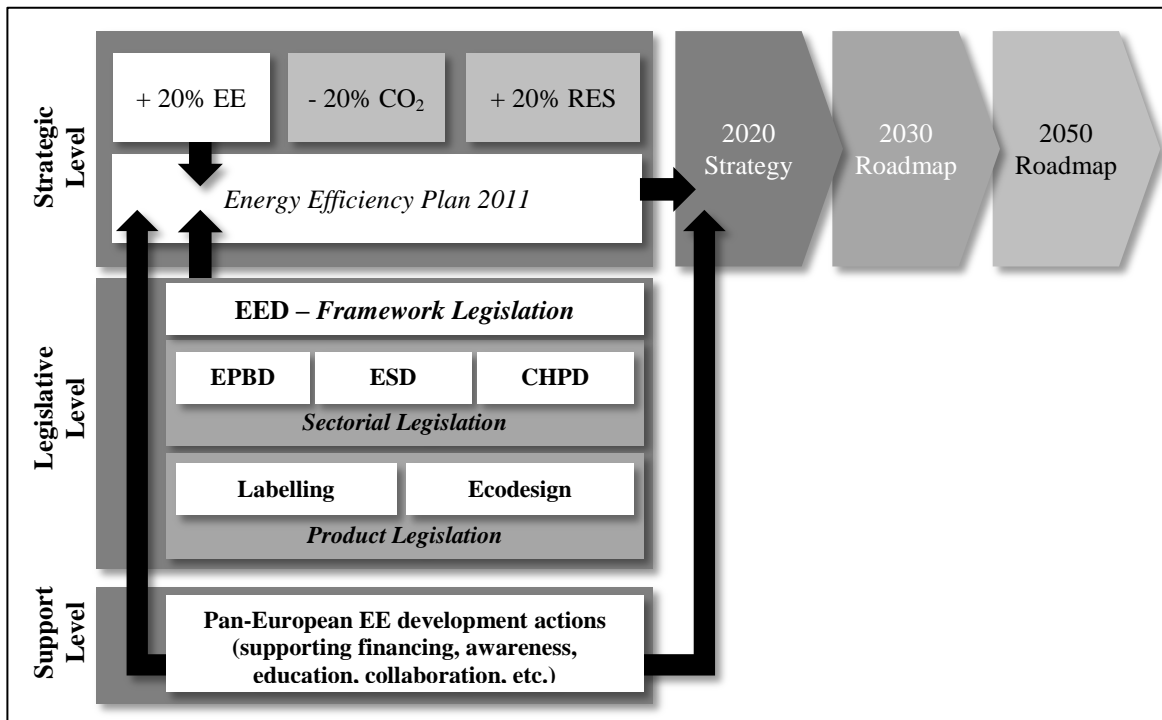 Strategic
Level
+ 20% EE
- 20% CO₂
+ 20% RES
Energy Efficiency Plan 2011
2020
Strategy
2030
Roadmap
2050
Roadmap
Legislative
Level
EED – Framework Legislation
EPBD
ESD
CHPD
Sectorial Legislation
Labelling
Ecodesign
Product Legislation
Support
Level
Pan-European EE development actions
(supporting financing, awareness,
education, collaboration, etc.)